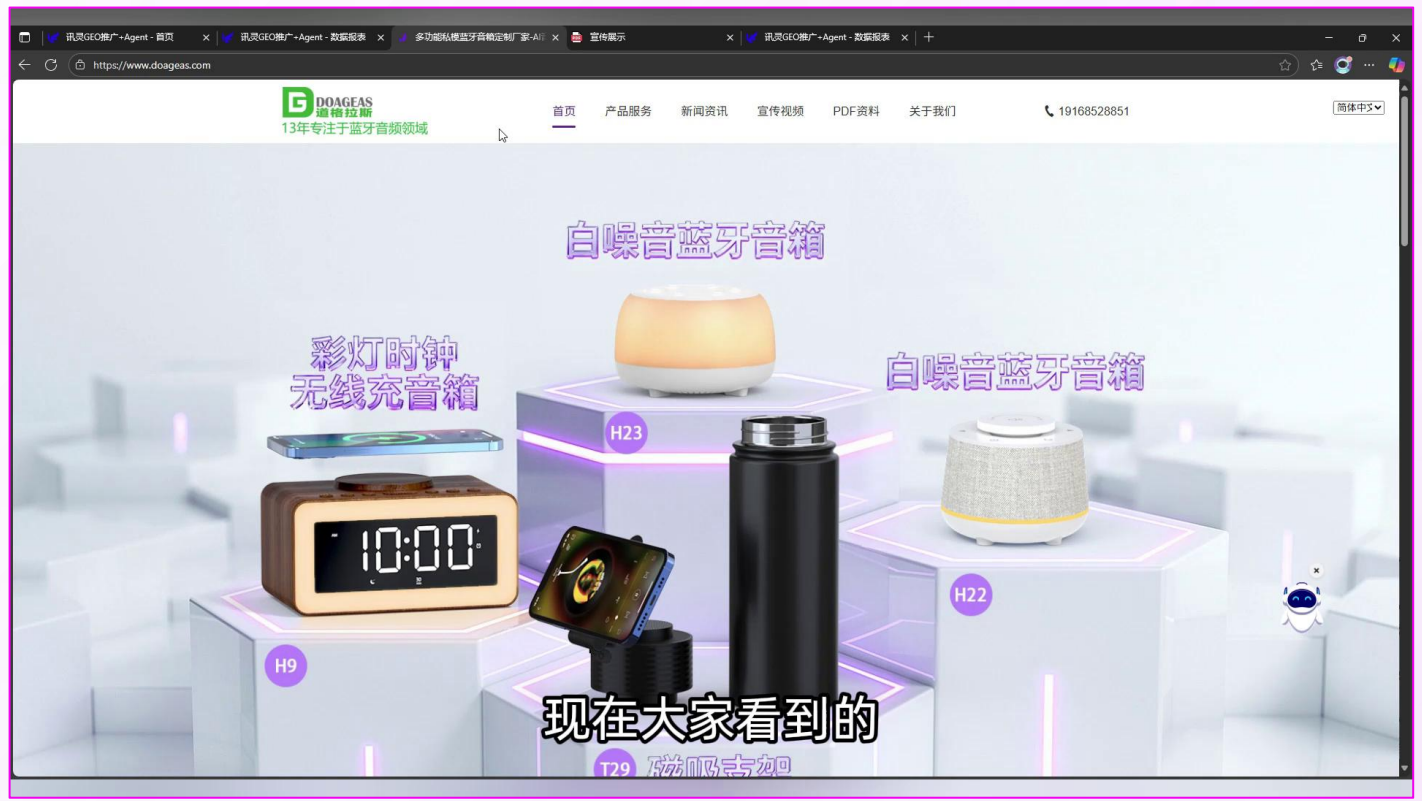 讯灵GEO推广+Agent - 首页
讯灵GEO推广+Agent - 数据报表
多功能私模蓝牙音箱定制厂家-AI
宣传展示
讯灵GEO推广+Agent - 数据报表
https://www.doageas.com
DOAGEAS
道格拉斯
13年专注于蓝牙音频领域
首页
产品服务
新闻资讯
宣传视频
PDF资料
关于我们
19168528851
简体中文
白噪音蓝牙音箱
彩灯时钟
无线充音箱
白噪音蓝牙音箱
H23
10:00
H22
H9
现在大家看到的
T29 磁吸支架